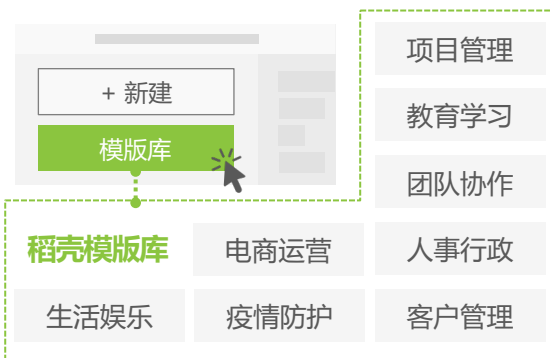 + 新建
模版库
项目管理
教育学习
团队协作
稻壳模版库
电商运营
人事行政
生活娱乐
疫情防护
客户管理